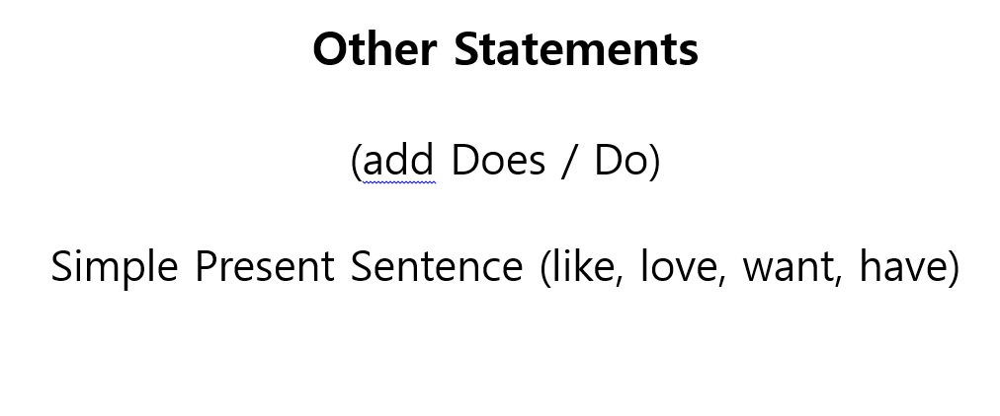 Other Statements
(add Does / Do)
Simple Present Sentence (like, love, want, have)